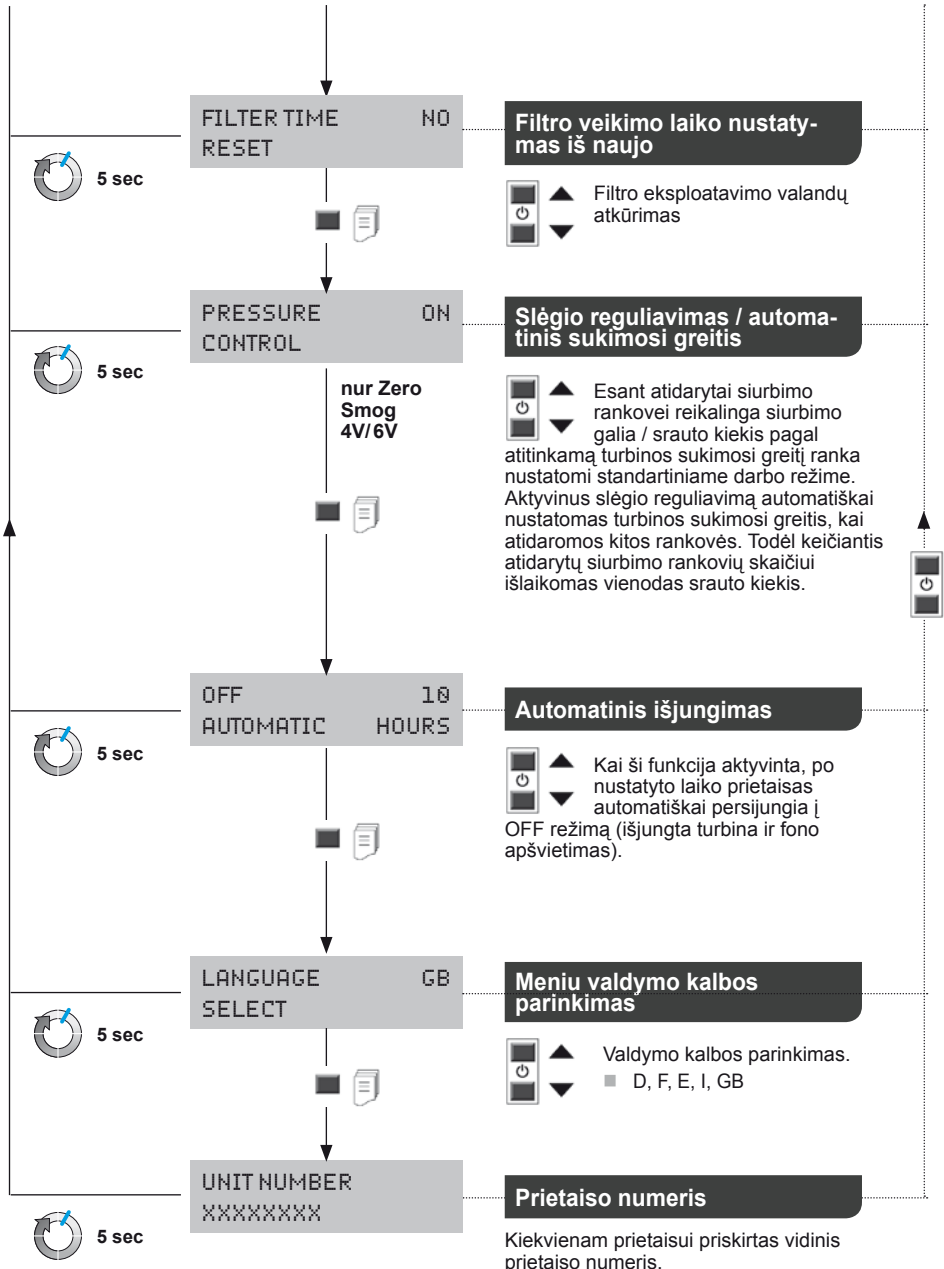 FILTER TIME NO
RESET
Filtro veikimo laiko nustaty-
mas iš naujo
5 sec
Filtro eksploatavimo valandų
atkūrimas
PRESSURE ON
CONTROL
Slėgio reguliavimas / automa-
tinis sukimosi greitis
5 sec
nur Zero
Smog
4V/6V
Esant atidarytai siurbimo
rankovei reikalinga siurbimo
galia / srauto kiekis pagal
atitinkamą turbinos sukimosi greitį ranka
nustatomi standartiniame darbo režime.
Aktyvinus slėgio reguliavimą automatiškai
nustatomas turbinos sukimosi greitis, kai
atidaromos kitos rankovės. Todėl keičiantis
atidarytų siurbimo rankovių skaičiui
išlaikomas vienodas srauto kiekis.
OFF 10
AUTOMATIC HOURS
Automatinis išjungimas
5 sec
Kai ši funkcija aktyvinta, po
nustatyto laiko prietaisas
automatiškai persijungia į
OFF režimą (išjungta turbina ir fono
apšvietimas).
LANGUAGE GB
SELECT
Meniu valdymo kalbos
parinkimas
5 sec
Valdymo kalbos parinkimas.
D, F, E, I, GB
UNIT NUMBER
XXXXXXXX
Prietaiso numeris
5 sec
Kiekvienam prietaisui priskirtas vidinis
prietaiso numeris.